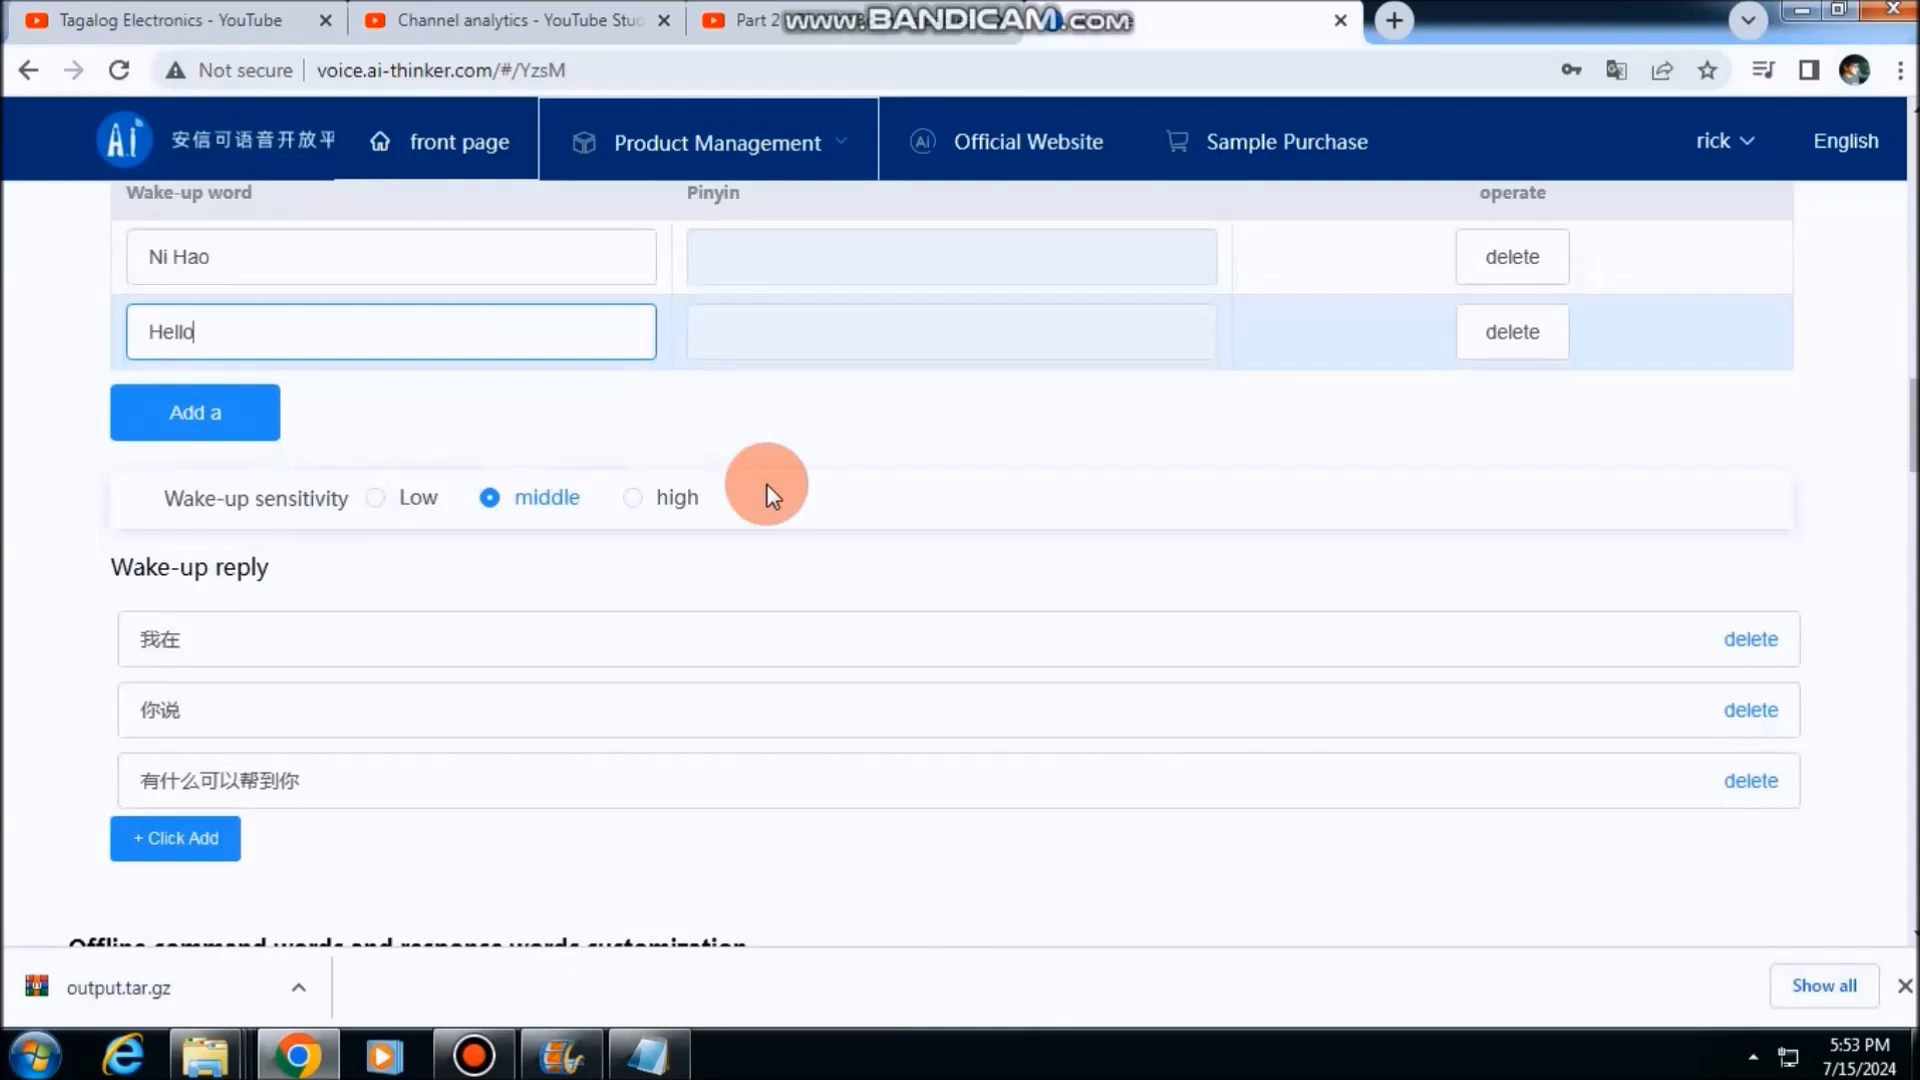 Tagalog Electronics - YouTube
Channel analytics - YouTube Stu
Part 2
www.BANDICAM.com
Not secure
voice.ai-thinker.com/#/YzsM
Ai
安信可语音开放平
front page
Product Management
AI
Official Website
Sample Purchase
rick
English
Wake-up word
Pinyin
operate
Ni Hao
delete
Hello
delete
Add a
Wake-up sensitivity
Low
middle
high
Wake-up reply
我在
delete
你说
delete
有什么可以帮到你
delete
+ Click Add
Offline command words and response words customization
output.tar.gz
Show all
5:53 PM
7/15/2024